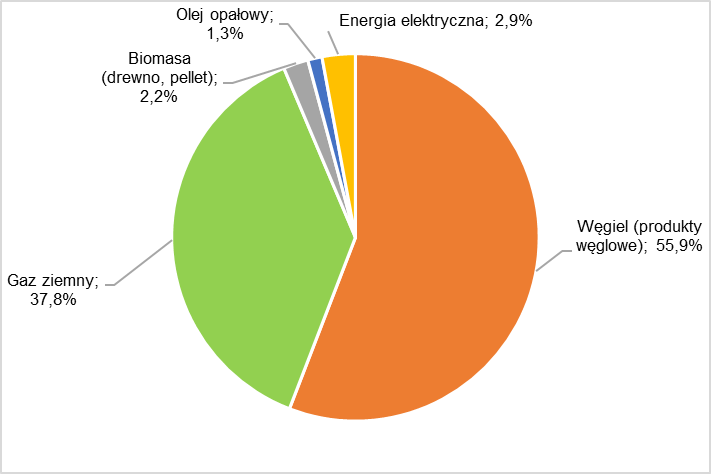 Olej opałowy;
1,3%
Energia elektryczna; 2,9%
Biomasa
(drewno, pellet);
2,2%
Węgiel (produkty
węglowe); 55,9%
Gaz ziemny;
37,8%